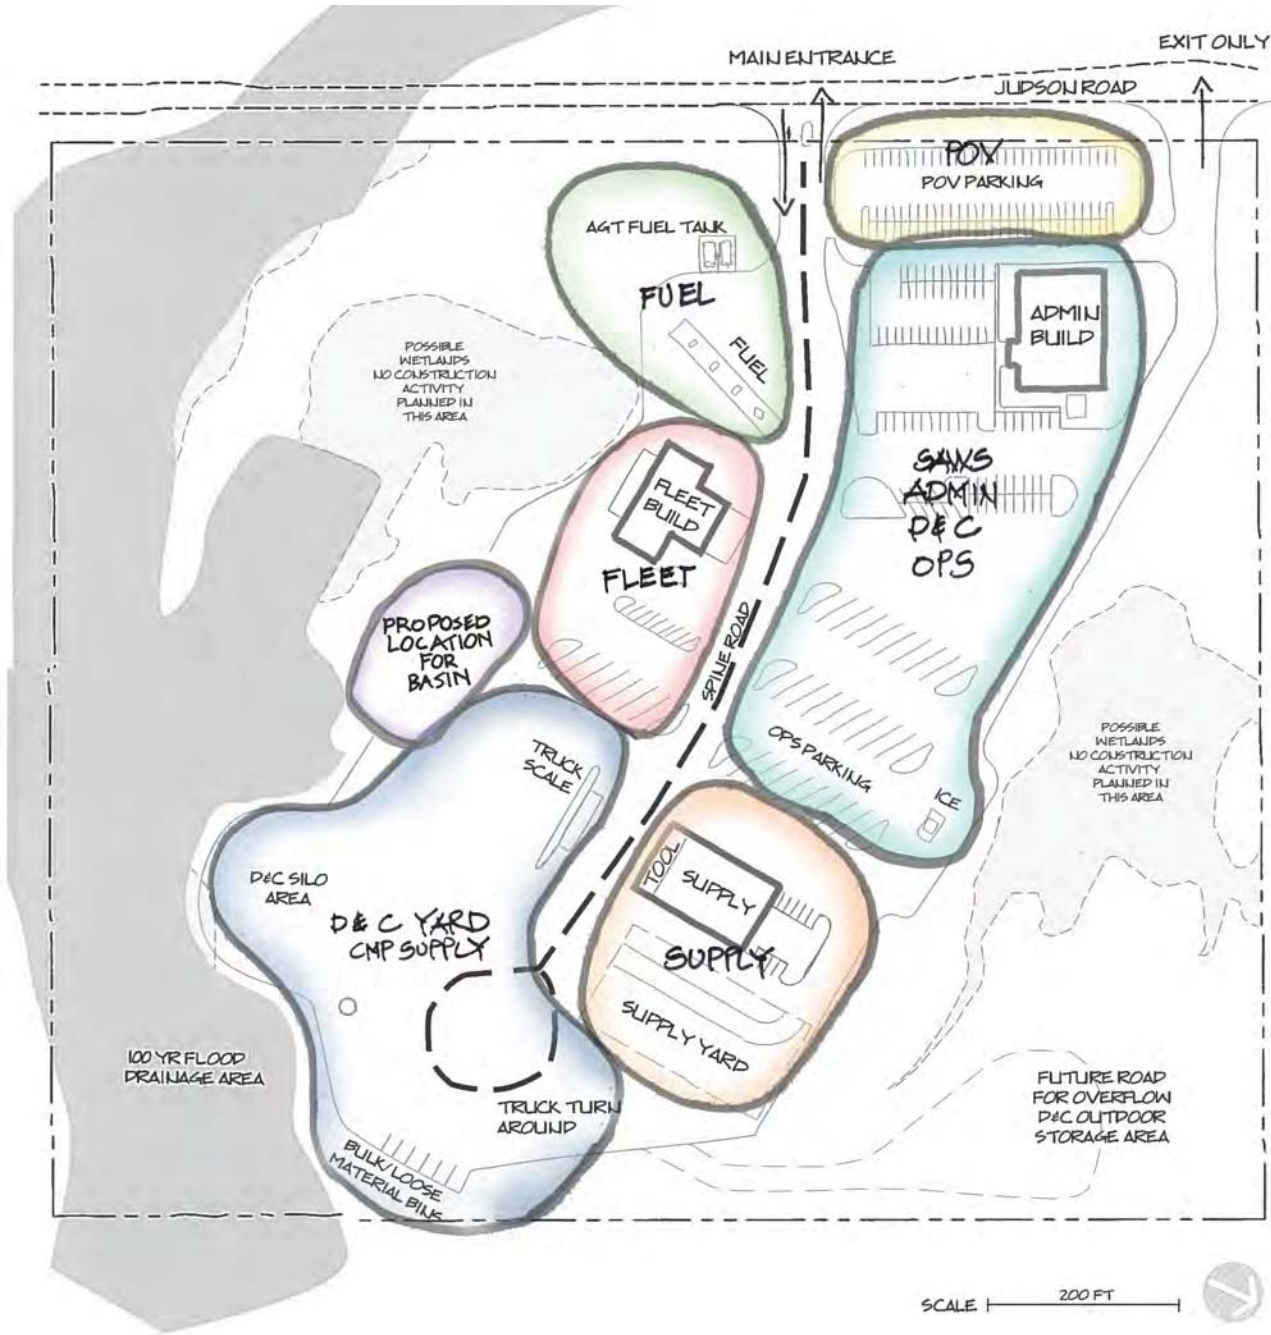 MAIN ENTRANCE
EXIT ONLY
JUDSON ROAD
POV
POV PARKING
AGT FUEL TANK
FUEL
FUEL
ADMIN
BUILD
POSSIBLE
WETLANDS
NO CONSTRUCTION
ACTIVITY
PLANNED IN
THIS AREA
SAWS
ADMIN
D&C
OPS
FLEET
BUILD
FLEET
PROPOSED
LOCATION
FOR
BASIN
SPINE ROAD
OPS PARKING
ICE
POSSIBLE
WETLANDS
NO CONSTRUCTION
ACTIVITY
PLANNED IN
THIS AREA
TRUCK
SCALE
TOOL
SUPPLY
D&C SILO
AREA
D & C YARD
CMP SUPPLY
SUPPLY
SUPPLY YARD
100 YR FLOOD
DRAINAGE AREA
TRUCK TURN
AROUND
BULK/LOOSE
MATERIAL BINS
FUTURE ROAD
FOR OVERFLOW
D&C OUTDOOR
STORAGE AREA
SCALE
200 FT